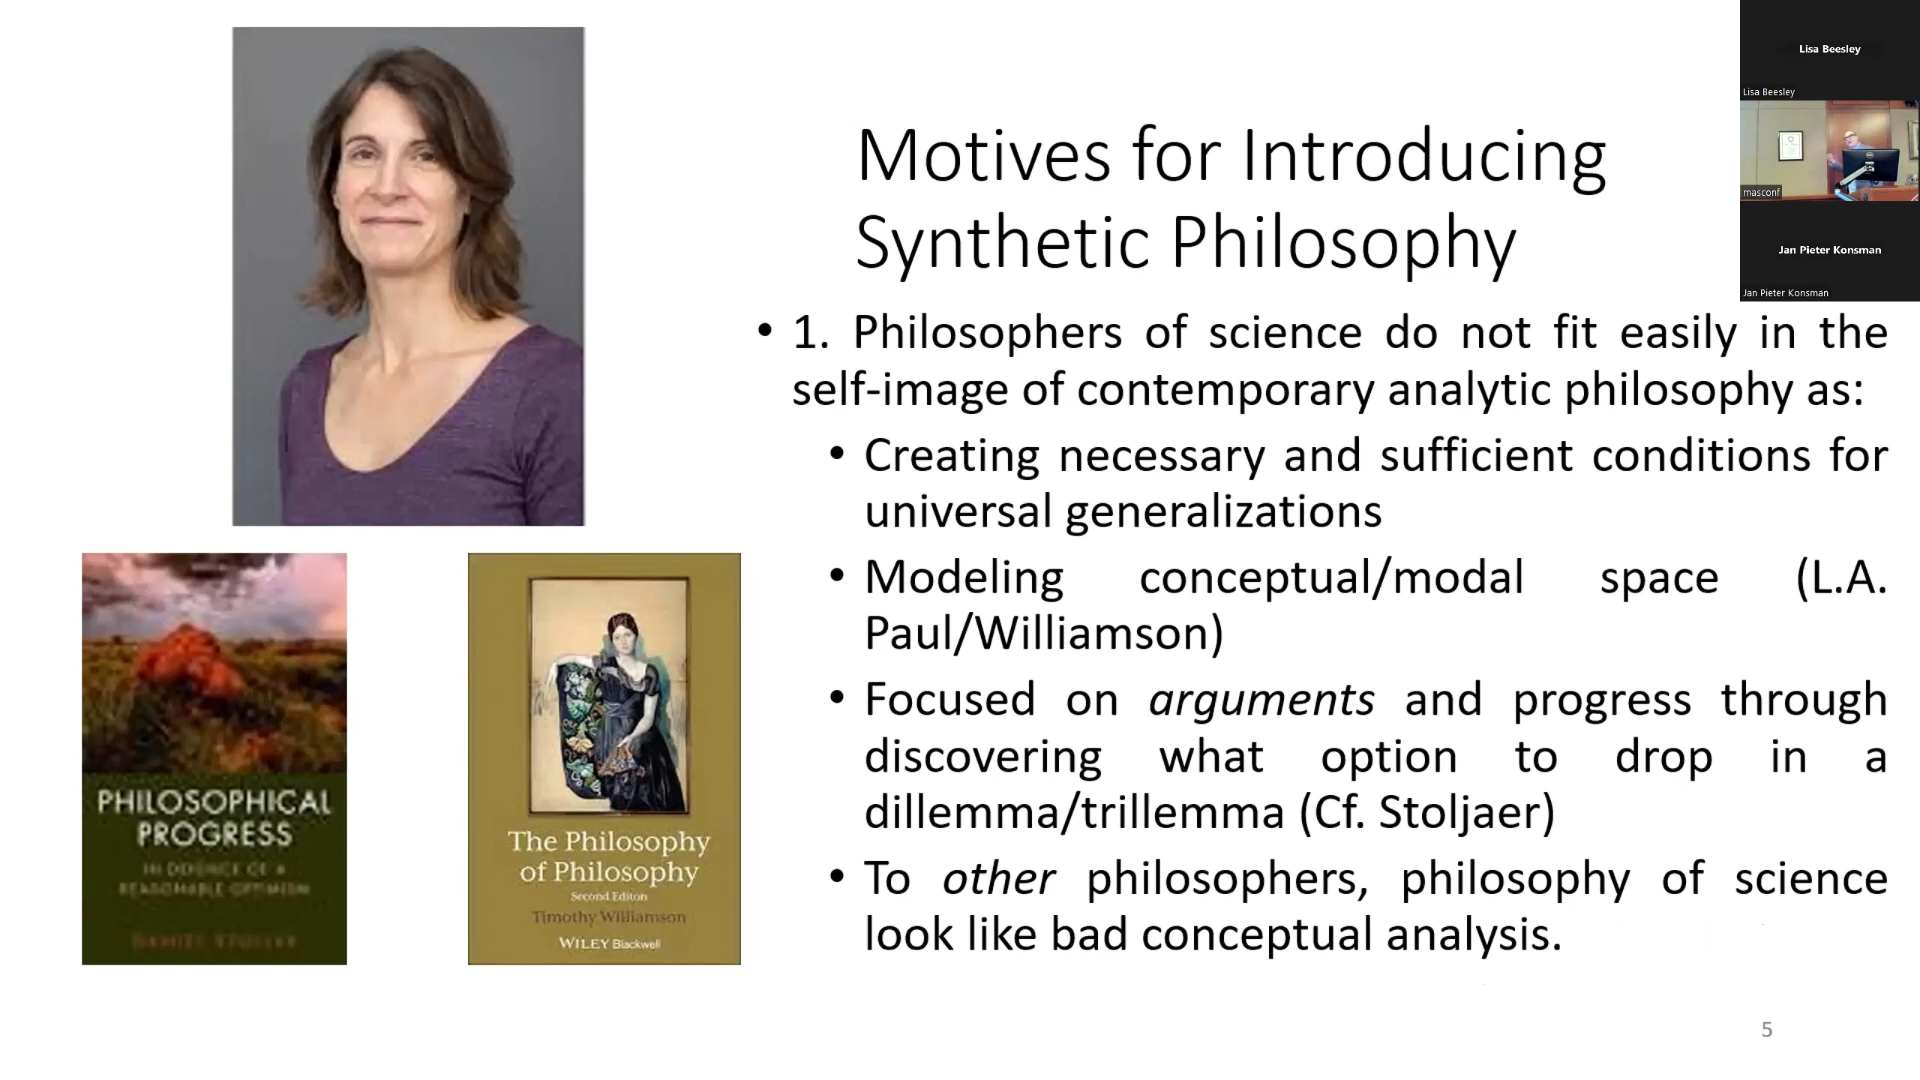 Motives for Introducing
Synthetic Philosophy
• 1. Philosophers of science do not fit easily in the
self-image of contemporary analytic philosophy as:
• Creating necessary and sufficient conditions for
universal generalizations
• Modeling conceptual/modal space (L.A.
Paul/Williamson)
• Focused on arguments and progress through
discovering what option to drop in a
dillemma/trillemma (Cf. Stoljaer)
• To other philosophers, philosophy of science
look like bad conceptual analysis.
PHILOSOPHICAL
PROGRESS
IN DEFENCE OF A
REASONABLE OPTIMISM
DANIEL STOLJAR
The Philosophy
of Philosophy
Second Editon
Timothy Williamson
WILEY Blackwell
Lisa Beesley
Lisa Beesley
masconf
Jan Pieter Konsman
Jan Pieter Konsman
5